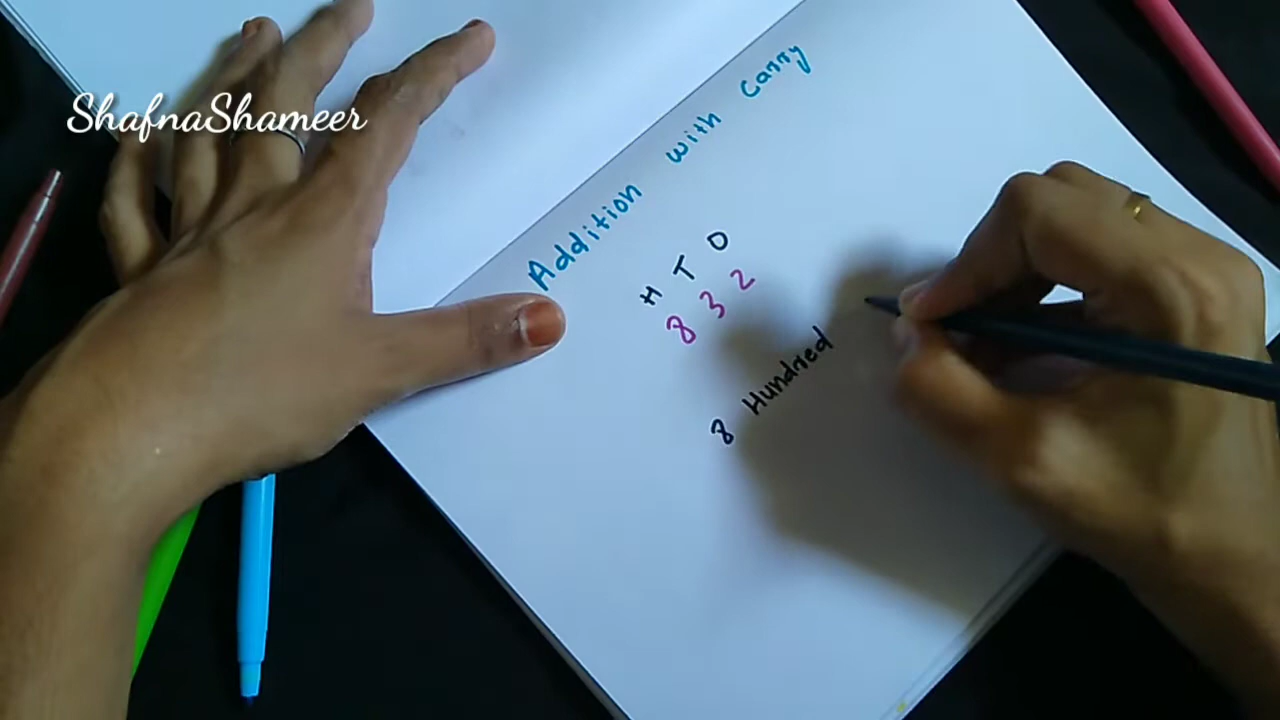 ShafnaShameer
Addition with Carry
H T O
8 3 2
8 Hundred